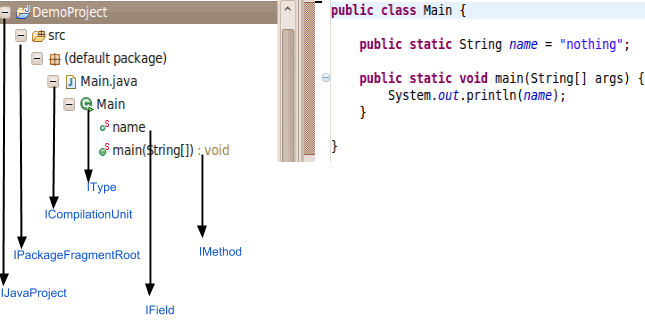 DemoProject
src
(default package)
Main.java
Main
name
main(String[]) : void
IType
ICompilationUnit
IPackageFragmentRoot
IMethod
IJavaProject
IField
public class Main {
public static String name = "nothing";
public static void main(String[] args) {
System.out.println(name);
}
}